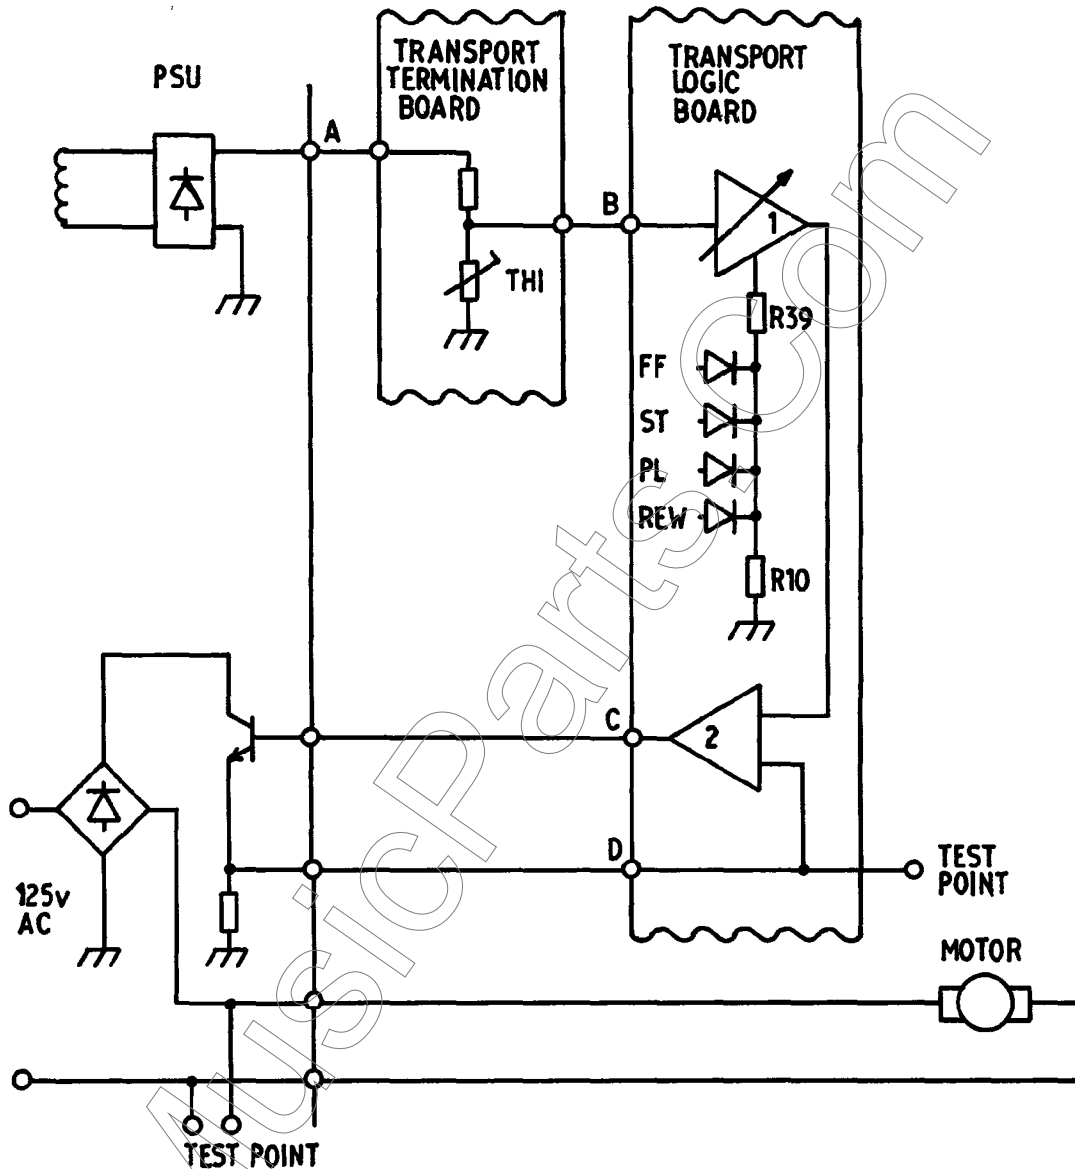 PSU
TRANSPORT
TERMINATION
BOARD
TRANSPORT
LOGIC
BOARD
A
B
1
TH1
R39
FF
ST
PL
REW
R10
C
2
D
TEST
POINT
125v
AC
MOTOR
TEST POINT
MusicParts.Com